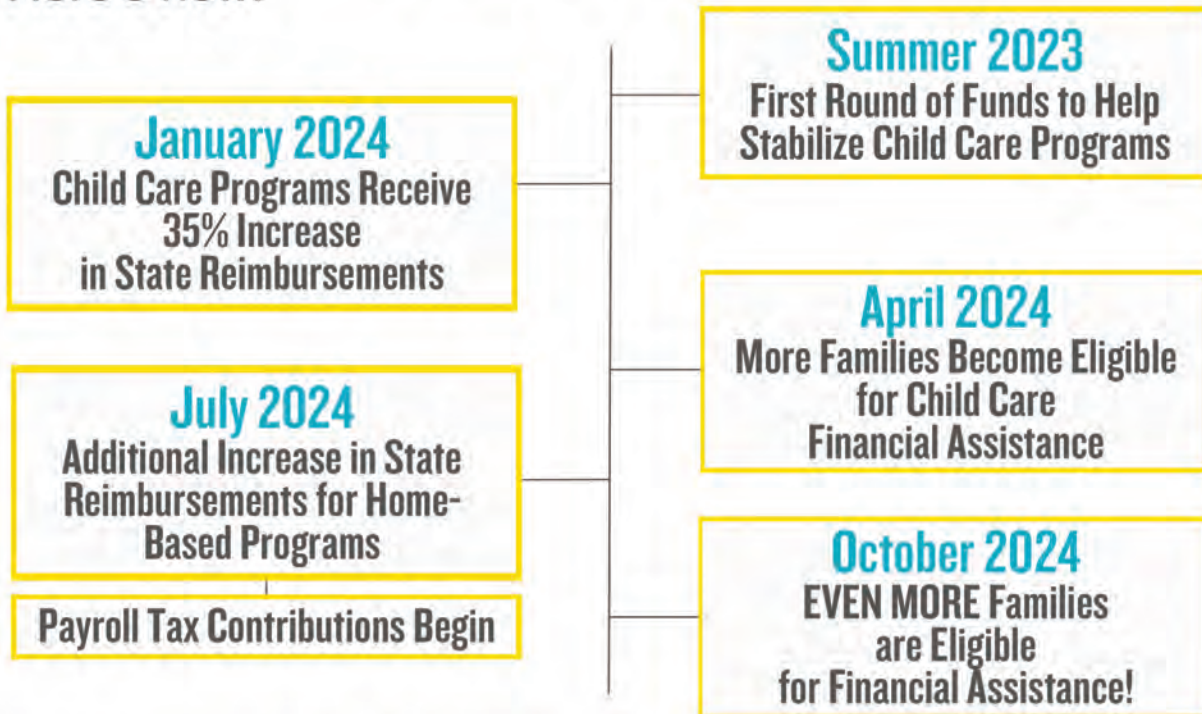 Summer 2023
First Round of Funds to Help
Stabilize Child Care Programs
January 2024
Child Care Programs Receive
35% Increase
in State Reimbursements
April 2024
More Families Become Eligible
for Child Care
Financial Assistance
July 2024
Additional Increase in State
Reimbursements for Home-
Based Programs
Payroll Tax Contributions Begin
October 2024
EVEN MORE Families
are Eligible
for Financial Assistance!